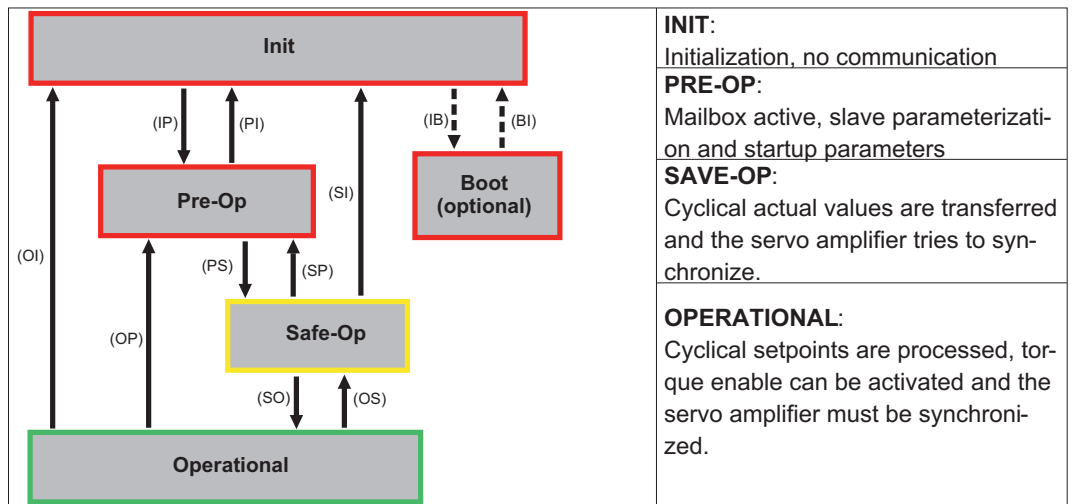 Init
(IP)
(PI)
(IB)
(BI)
Pre-Op
(SI)
Boot
(optional)
(OI)
(PS)
(SP)
(OP)
Safe-Op
(SO)
(OS)
Operational
INIT:
Initialization, no communication
PRE-OP:
Mailbox active, slave parameterizati-
on and startup parameters
SAVE-OP:
Cyclical actual values are transferred
and the servo amplifier tries to syn-
chronize.
OPERATIONAL:
Cyclical setpoints are processed, tor-
que enable can be activated and the
servo amplifier must be synchroni-
zed.